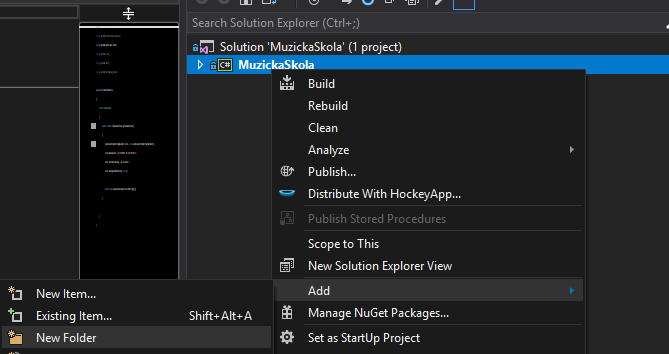 Search Solution Explorer (Ctrl+;)
Solution 'MuzickaSkola' (1 project)
C# MuzickaSkola
Build
Rebuild
Clean
Analyze
Publish...
Distribute With HockeyApp...
Publish Stored Procedures
Scope to This
New Solution Explorer View
Add
Manage NuGet Packages...
Set as StartUp Project
New Item...
Existing Item... Shift+Alt+A
New Folder